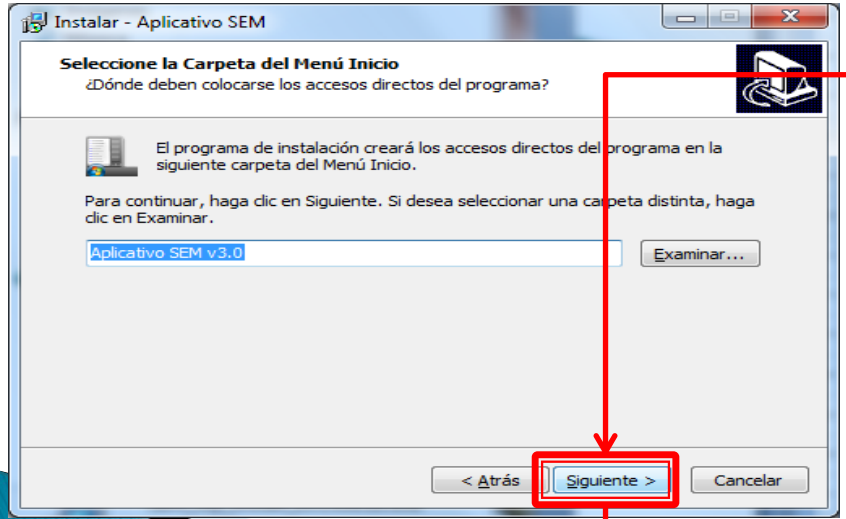 Instalar - Aplicativo SEM
Seleccione la Carpeta del Menú Inicio
¿Dónde deben colocarse los accesos directos del programa?
El programa de instalación creará los accesos directos del programa en la
siguiente carpeta del Menú Inicio.
Para continuar, haga clic en Siguiente. Si desea seleccionar una carpeta distinta, haga
clic en Examinar.
Aplicativo SEM v3.0
Examinar...
< Atrás
Siguiente >
Cancelar